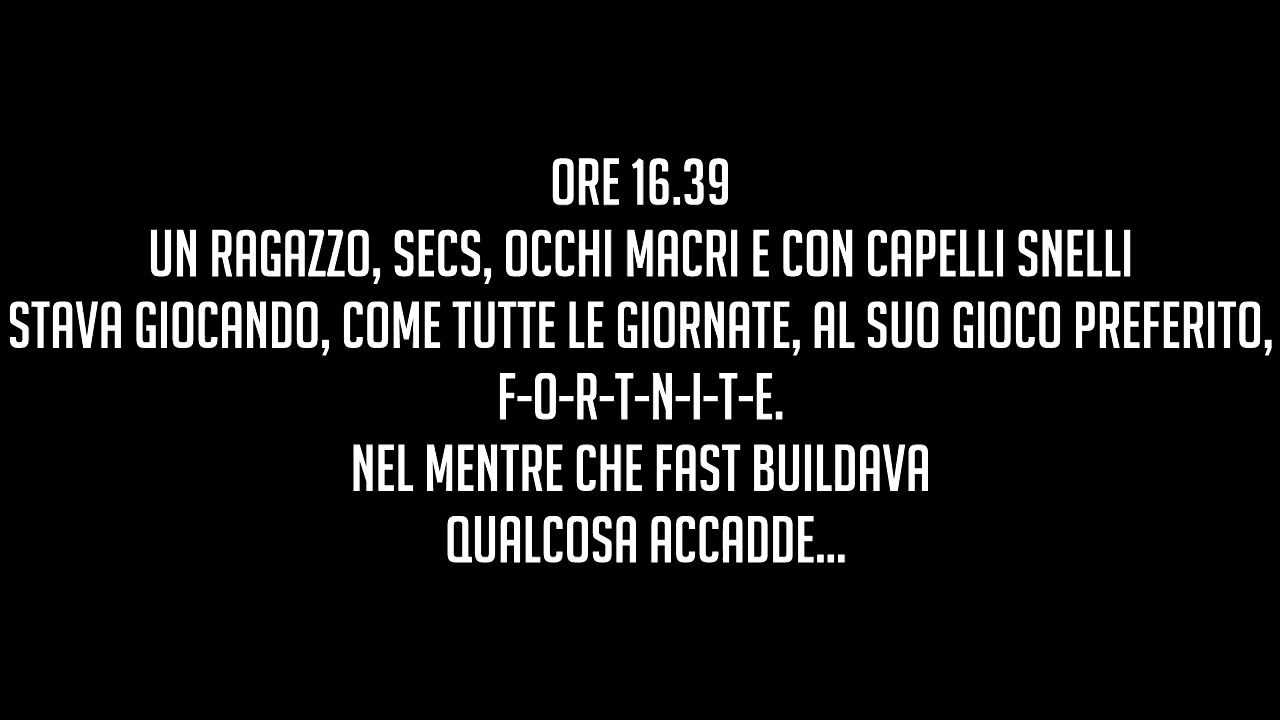 ORE 16.39
UN RAGAZZO, SECS, OCCHI MACRI E CON CAPELLI SNELLI
STAVA GIOCANDO, COME TUTTE LE GIORNATE, AL SUO GIOCO PREFERITO,
F-O-R-T-N-I-T-E.
NEL MENTRE CHE FAST BUILDAVA
QUALCOSA ACCADDE...